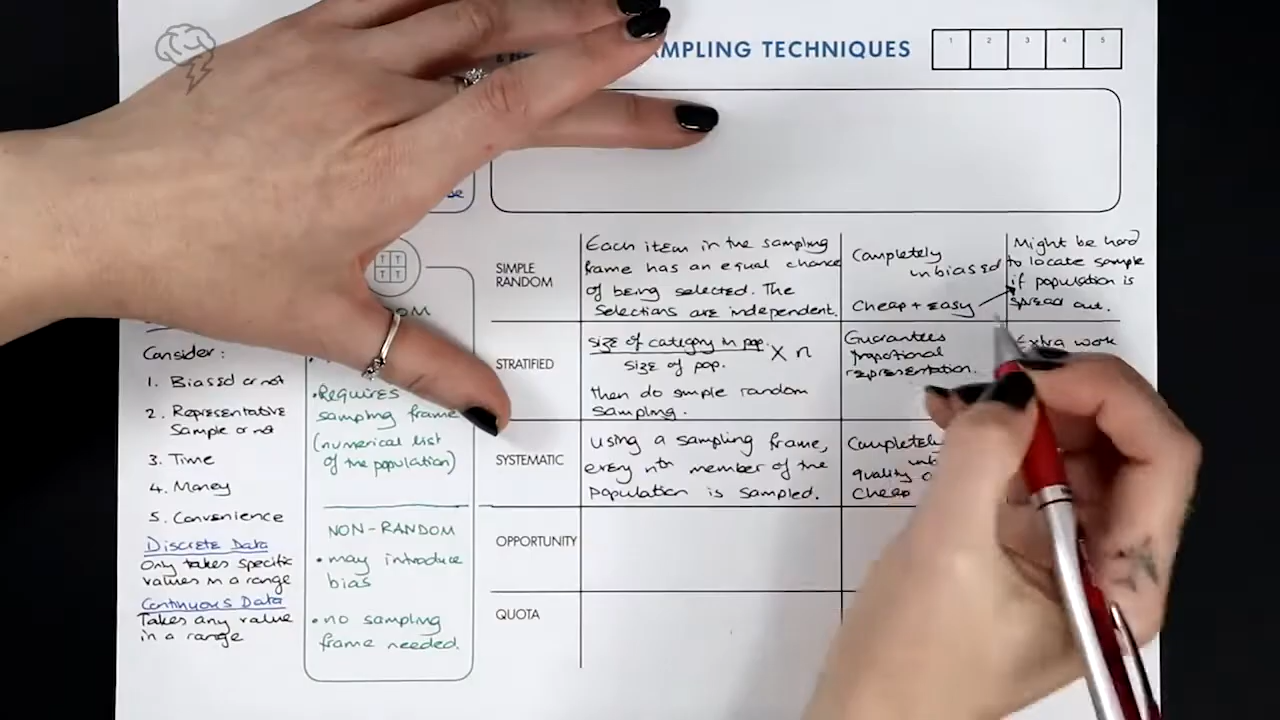 SAMPLING TECHNIQUES
1 2 3 4 5
SIMPLE RANDOM
Each item in the sampling
frame has an equal chance
of being selected. The
selections are independent.
Completely
unbiased
Cheap + easy
Might be hard
to locate sample
if population is
spread out.
STRATIFIED
size of category in pop.
size of pop.
X n
then do simple random
sampling.
Guarantees
propotional
representation.
Extra work
SYSTEMATIC
Using a sampling frame,
every nth member of the
population is sampled.
Completely
quality
Cheap
OPPORTUNITY
QUOTA
Consider:
1. Biased or not
2. Representative
Sample or not
3. Time
4. Money
5. Convenience
Discrete Data
Only takes specific
values in a range
Continuous Data
Takes any value
in a range
T T
T T
• Requires
sampling frame
(numerical list
of the population)
NON-RANDOM
• may introduce
bias
• no sampling
frame needed.